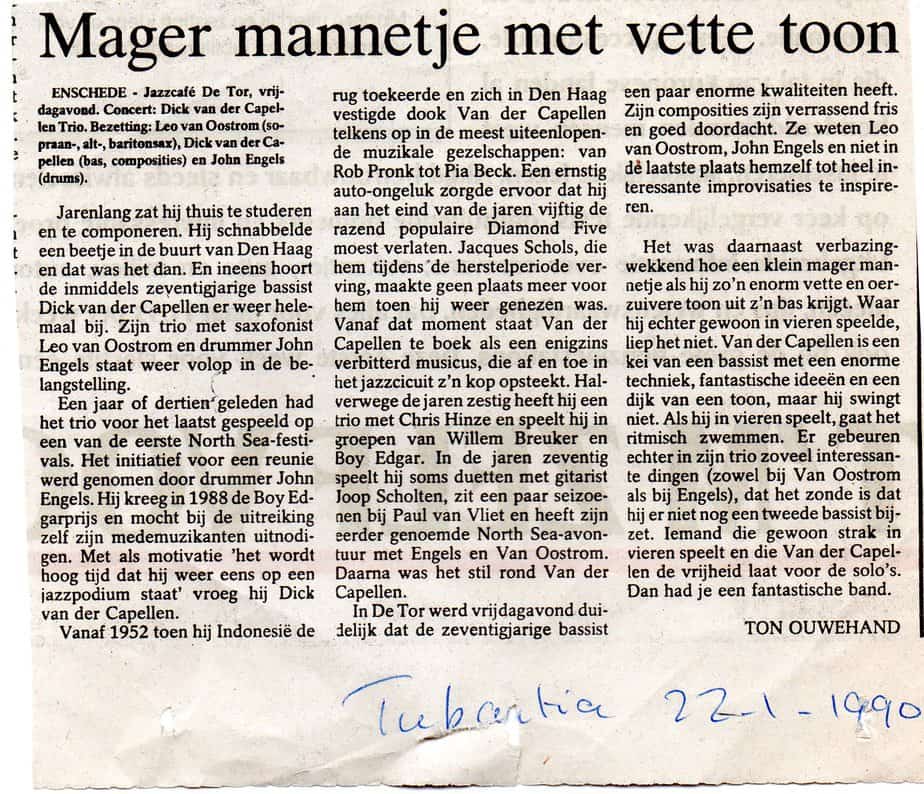 Mager mannetje met vette toon
ENSCHEDE - Jazzcafé De Tor, vrij-
dagavond. Concert: Dick van der Capel-
len Trio. Bezetting: Leo van Oostrom (so-
praan-, alt-, baritonsax), Dick van der Ca-
pellen (bas, composities) en John Engels
(drums).
Jarenlang zat hij thuis te studeren
en te componeren. Hij schnabbelde
een beetje in de buurt van Den Haag
en dat was het dan. En ineens hoort
de inmiddels zeventigjarige bassist
Dick van der Capellen er weer hele-
maal bij. Zijn trio met saxofonist
Leo van Oostrom en drummer John
Engels staat weer volop in de be-
langstelling.
Een jaar of dertien geleden had
het trio voor het laatst gespeeld op
een van de eerste North Sea-festi-
vals. Het initiatief voor een reunie
werd genomen door drummer John
Engels. Hij kreeg in 1988 de Boy Ed-
garprijs en mocht bij de uitreiking
zelf zijn medemuzikanten uitnodi-
gen. Met als motivatie 'het wordt
hoog tijd dat hij weer eens op een
jazzpodium staat' vroeg hij Dick
van der Capellen.
Vanaf 1952 toen hij Indonesië de
rug toekeerde en zich in Den Haag
vestigde dook Van der Capellen
telkens op in de meest uiteenlopen-
de muzikale gezelschappen: van
Rob Pronk tot Pia Beck. Een ernstig
auto-ongeluk zorgde ervoor dat hij
aan het eind van de jaren vijftig de
razend populaire Diamond Five
moest verlaten. Jacques Schols, die
hem tijdens de herstelperiode ver-
ving, maakte geen plaats meer voor
hem toen hij weer genezen was.
Vanaf dat moment staat Van der
Capellen te boek als een enigzins
verbitterd musicus, die af en toe in
het jazzcicuit z'n kop opsteekt. Hal-
verwege de jaren zestig heeft hij een
trio met Chris Hinze en speelt hij in
groepen van Willem Breuker en
Boy Edgar. In de jaren zeventig
speelt hij soms duetten met gitarist
Joop Scholten, zit een paar seizoe-
nen bij Paul van Vliet en heeft zijn
eerder genoemde North Sea-avon-
tuur met Engels en Van Oostrom.
Daarna was het stil rond Van der
Capellen.
In De Tor werd vrijdagavond dui-
delijk dat de zeventigjarige bassist
een paar enorme kwaliteiten heeft.
Zijn composities zijn verrassend fris
en goed doordacht. Ze weten Leo
van Oostrom, John Engels en niet in
de laatste plaats hemzelf tot heel in-
teressante improvisaties te inspire-
ren.
Het was daarnaast verbazing-
wekkend hoe een klein mager man-
netje als hij zo'n enorm vette en oer-
zuivere toon uit z'n bas krijgt. Waar
hij echter gewoon in vieren speelde,
liep het niet. Van der Capellen is een
kei van een bassist met een enorme
techniek, fantastische ideeën en een
dijk van een toon, maar hij swingt
niet. Als hij in vieren speelt, gaat het
ritmisch zwemmen. Er gebeuren
echter in zijn trio zoveel interessan-
te dingen (zowel bij Van Oostrom
als bij Engels), dat het zonde is dat
hij er niet nog een tweede bassist bij-
zet. Iemand die gewoon strak in
vieren speelt en die Van der Capel-
len de vrijheid laat voor de solo's.
Dan had je een fantastische band.
TON OUWEHAND
Tubantia 22-1-1990